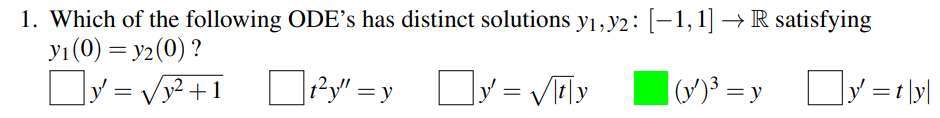 1. Which of the following ODE's has distinct solutions y₁,y₂: [−1,1] → ℝ satisfying
y₁(0) = y₂(0) ?
y′ = √(y²+1) t²y″ = y y′ = √|t|y (y′)³ = y y′ = t|y|